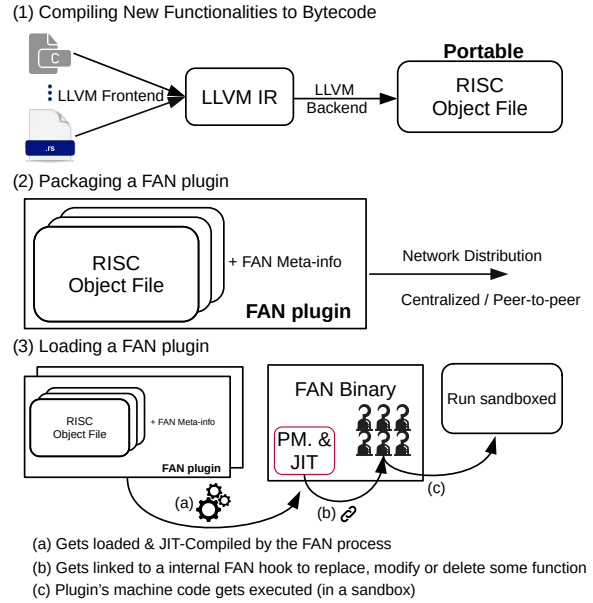 (1) Compiling New Functionalities to Bytecode
C
LLVM Frontend
.rs
LLVM IR
LLVM
Backend
Portable
RISC
Object File
(2) Packaging a FAN plugin
RISC
Object File
+ FAN Meta-info
FAN plugin
Network Distribution
Centralized / Peer-to-peer
(3) Loading a FAN plugin
RISC
Object File
+ FAN Meta-info
FAN plugin
FAN Binary
PM. &
JIT
Run sandboxed
(a)
(b)
(c)
(a) Gets loaded & JIT-Compiled by the FAN process
(b) Gets linked to a internal FAN hook to replace, modify or delete some function
(c) Plugin's machine code gets executed (in a sandbox)